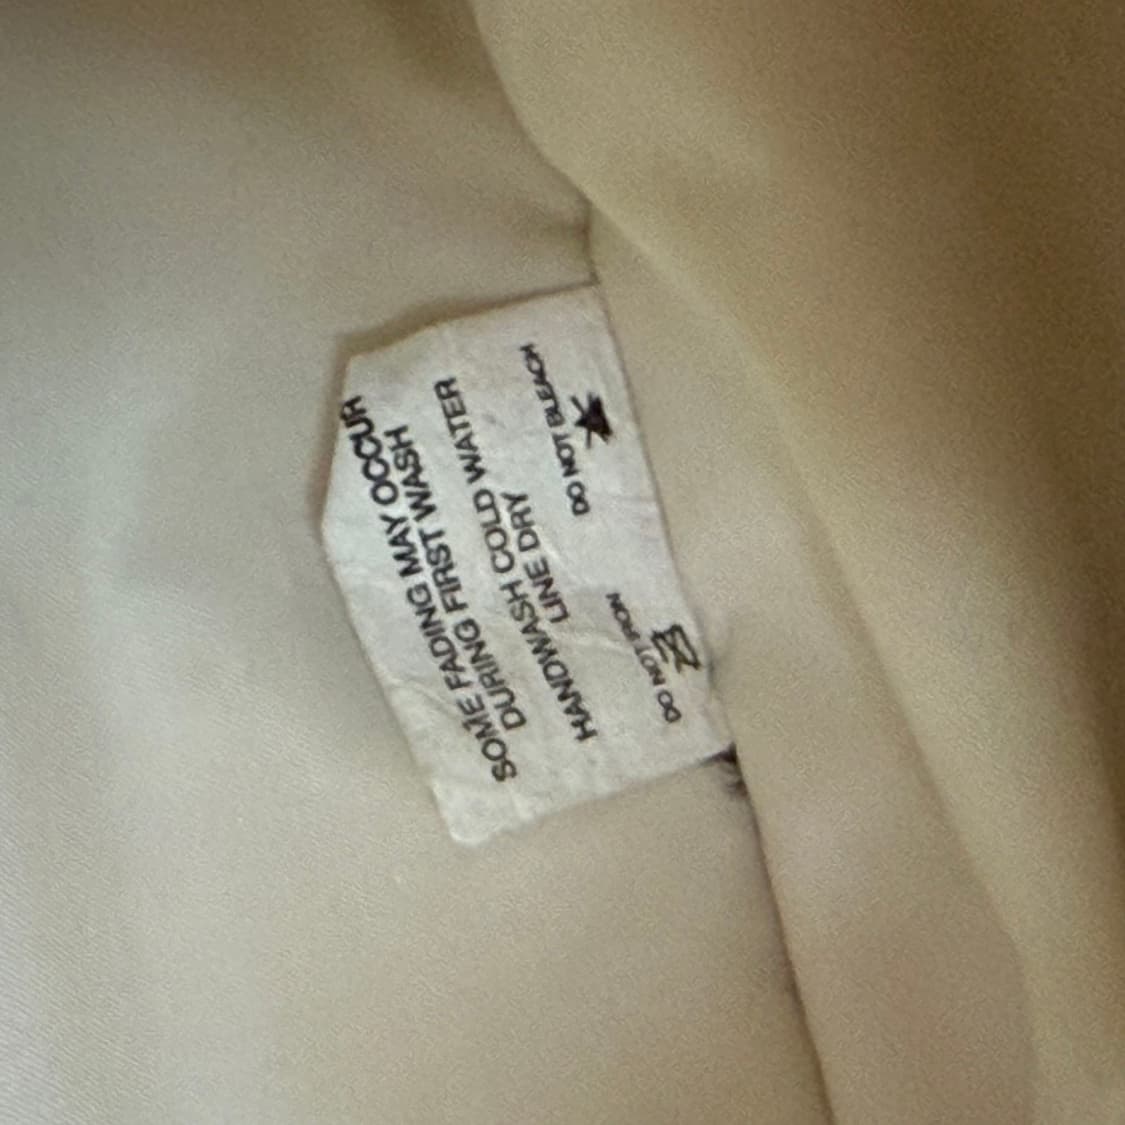 SOME FADING MAY OCCUR
DURING FIRST WASH
HANDWASH COLD WATER
LINE DRY
DO NOT IRON
DO NOT BLEACH